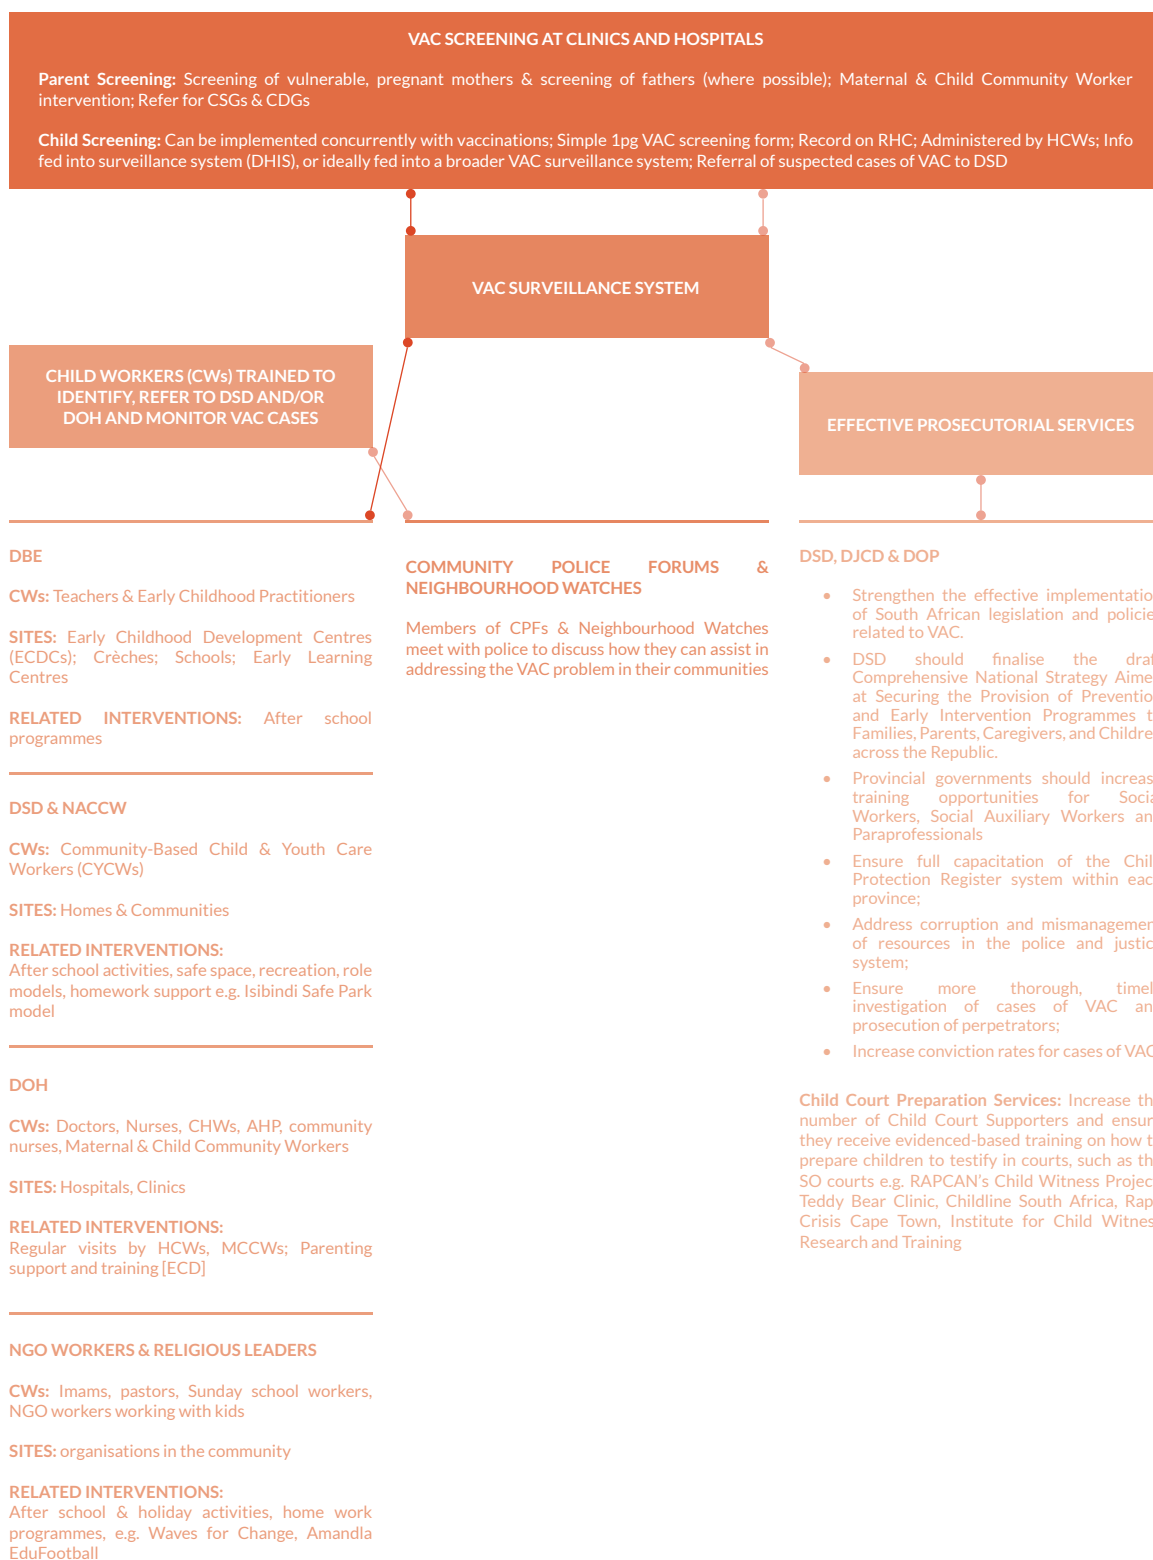 VAC SCREENING AT CLINICS AND HOSPITALS
Parent Screening: Screening of vulnerable, pregnant mothers & screening of fathers (where possible); Maternal & Child Community Worker
intervention; Refer for CSGs & CDGs
Child Screening: Can be implemented concurrently with vaccinations; Simple 1pg VAC screening form; Record on RHC; Administered by HCWs; Info
fed into surveillance system (DHIS), or ideally fed into a broader VAC surveillance system; Referral of suspected cases of VAC to DSD
VAC SURVEILLANCE SYSTEM
CHILD WORKERS (CWs) TRAINED TO
IDENTIFY, REFER TO DSD AND/OR
DOH AND MONITOR VAC CASES
EFFECTIVE PROSECUTORIAL SERVICES
DBE
CWs: Teachers & Early Childhood Practitioners
SITES: Early Childhood Development Centres
(ECDCs); Crèches; Schools; Early Learning
Centres
RELATED INTERVENTIONS: After school
programmes
DSD & NACCW
CWs: Community-Based Child & Youth Care
Workers (CYCWs)
SITES: Homes & Communities
RELATED INTERVENTIONS:
After school activities, safe space, recreation, role
models, homework support e.g. Isibindi Safe Park
model
DOH
CWs: Doctors, Nurses, CHWs, AHP, community
nurses, Maternal & Child Community Workers
SITES: Hospitals, Clinics
RELATED INTERVENTIONS:
Regular visits by HCWs, MCCWs; Parenting
support and training [ECD]
NGO WORKERS & RELIGIOUS LEADERS
CWs: Imams, pastors, Sunday school workers,
NGO workers working with kids
SITES: organisations in the community
RELATED INTERVENTIONS:
After school & holiday activities, home work
programmes, e.g. Waves for Change, Amandla
EduFootball
COMMUNITY POLICE FORUMS &
NEIGHBOURHOOD WATCHES
Members of CPFs & Neighbourhood Watches
meet with police to discuss how they can assist in
addressing the VAC problem in their communities
DSD, DJCD & DOP
• Strengthen the effective implementatio
of South African legislation and policie
related to VAC.
• DSD should finalise the draf
Comprehensive National Strategy Aime
at Securing the Provision of Preventio
and Early Intervention Programmes t
Families, Parents, Caregivers, and Childre
across the Republic.
• Provincial governments should increas
training opportunities for Socia
Workers, Social Auxiliary Workers an
Paraprofessionals
• Ensure full capacitation of the Chil
Protection Register system within eac
province;
• Address corruption and mismanagemen
of resources in the police and justic
system;
• Ensure more thorough, timel
investigation of cases of VAC an
prosecution of perpetrators;
• Increase conviction rates for cases of VAC
Child Court Preparation Services: Increase th
number of Child Court Supporters and ensur
they receive evidenced-based training on how t
prepare children to testify in courts, such as th
SO courts e.g. RAPCAN's Child Witness Projec
Teddy Bear Clinic, Childline South Africa, Rap
Crisis Cape Town, Institute for Child Witnes
Research and Training